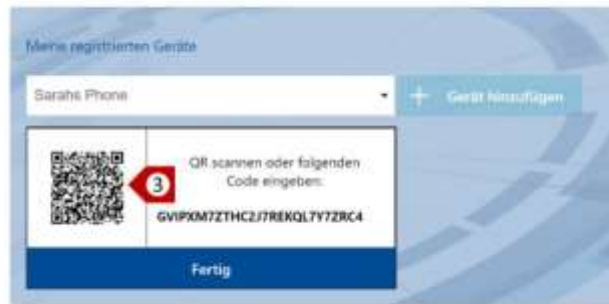 Meine registrierten Geräte
Sarahs Phone
+ Gerät hinzufügen
QR scannen oder folgenden
Code eingeben:
3
GVIPXM7ZTHC2J7REKQL7Y7ZRC4
Fertig